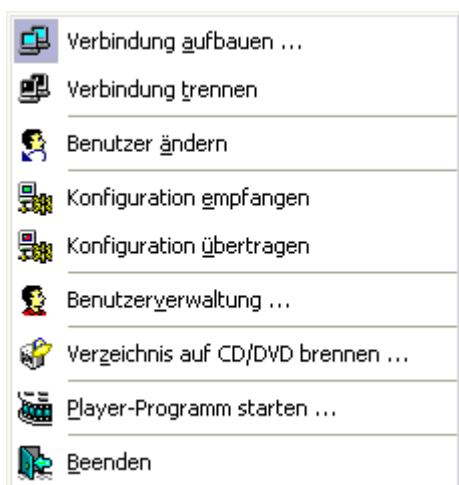 Verbindung aufbauen ...
Verbindung trennen
Benutzer ändern
Konfiguration empfangen
Konfiguration übertragen
Benutzerverwaltung ...
Verzeichnis auf CD/DVD brennen ...
Player-Programm starten ...
Beenden